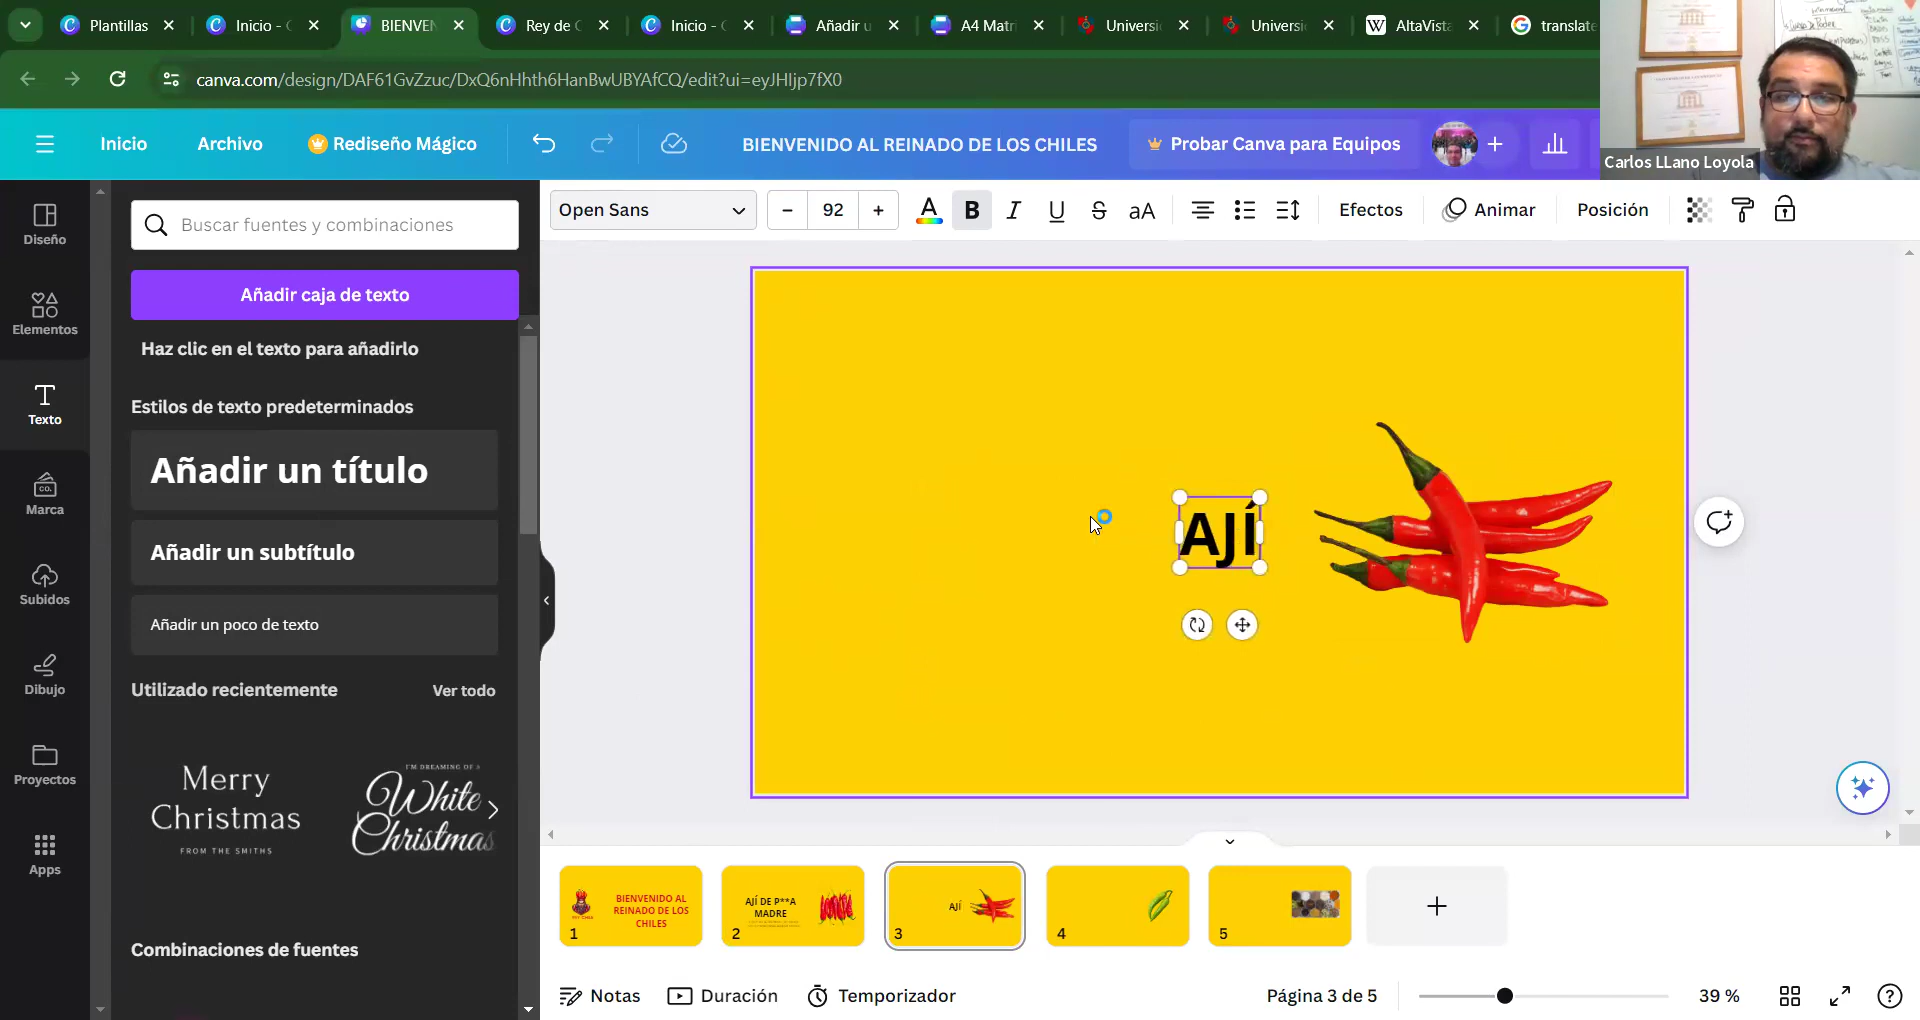 Plantillas
Inicio - C
BIENVEN
Rey de C
Inicio - C
Añadir u
A4 Matri
Universi
Universi
AltaVista
translate
canva.com/design/DAF61GvZzuc/DxQ6nHhth6HanBwUBYAfCQ/edit?ui=eyJHIjp7fX0
Inicio
Archivo
Rediseño Mágico
BIENVENIDO AL REINADO DE LOS CHILES
Probar Canva para Equipos
Carlos LLano Loyola
Diseño
Elementos
Texto
Marca
Subidos
Dibujo
Proyectos
Apps
Buscar fuentes y combinaciones
Añadir caja de texto
Haz clic en el texto para añadirlo
Estilos de texto predeterminados
Añadir un título
Añadir un subtítulo
Añadir un poco de texto
Utilizado recientemente
Ver todo
Merry
Christmas
FROM THE SMITHS
I'M DREAMING OF A
White
Christmas
Combinaciones de fuentes
Open Sans
92
A
B
I
U
S
aA
Efectos
Animar
Posición
AJÍ
BIENVENIDO AL
REINADO DE LOS
CHILES
1
AJÍ DE P**A
MADRE
2
AJÍ
3
4
5
Notas
Duración
Temporizador
Página 3 de 5
39 %